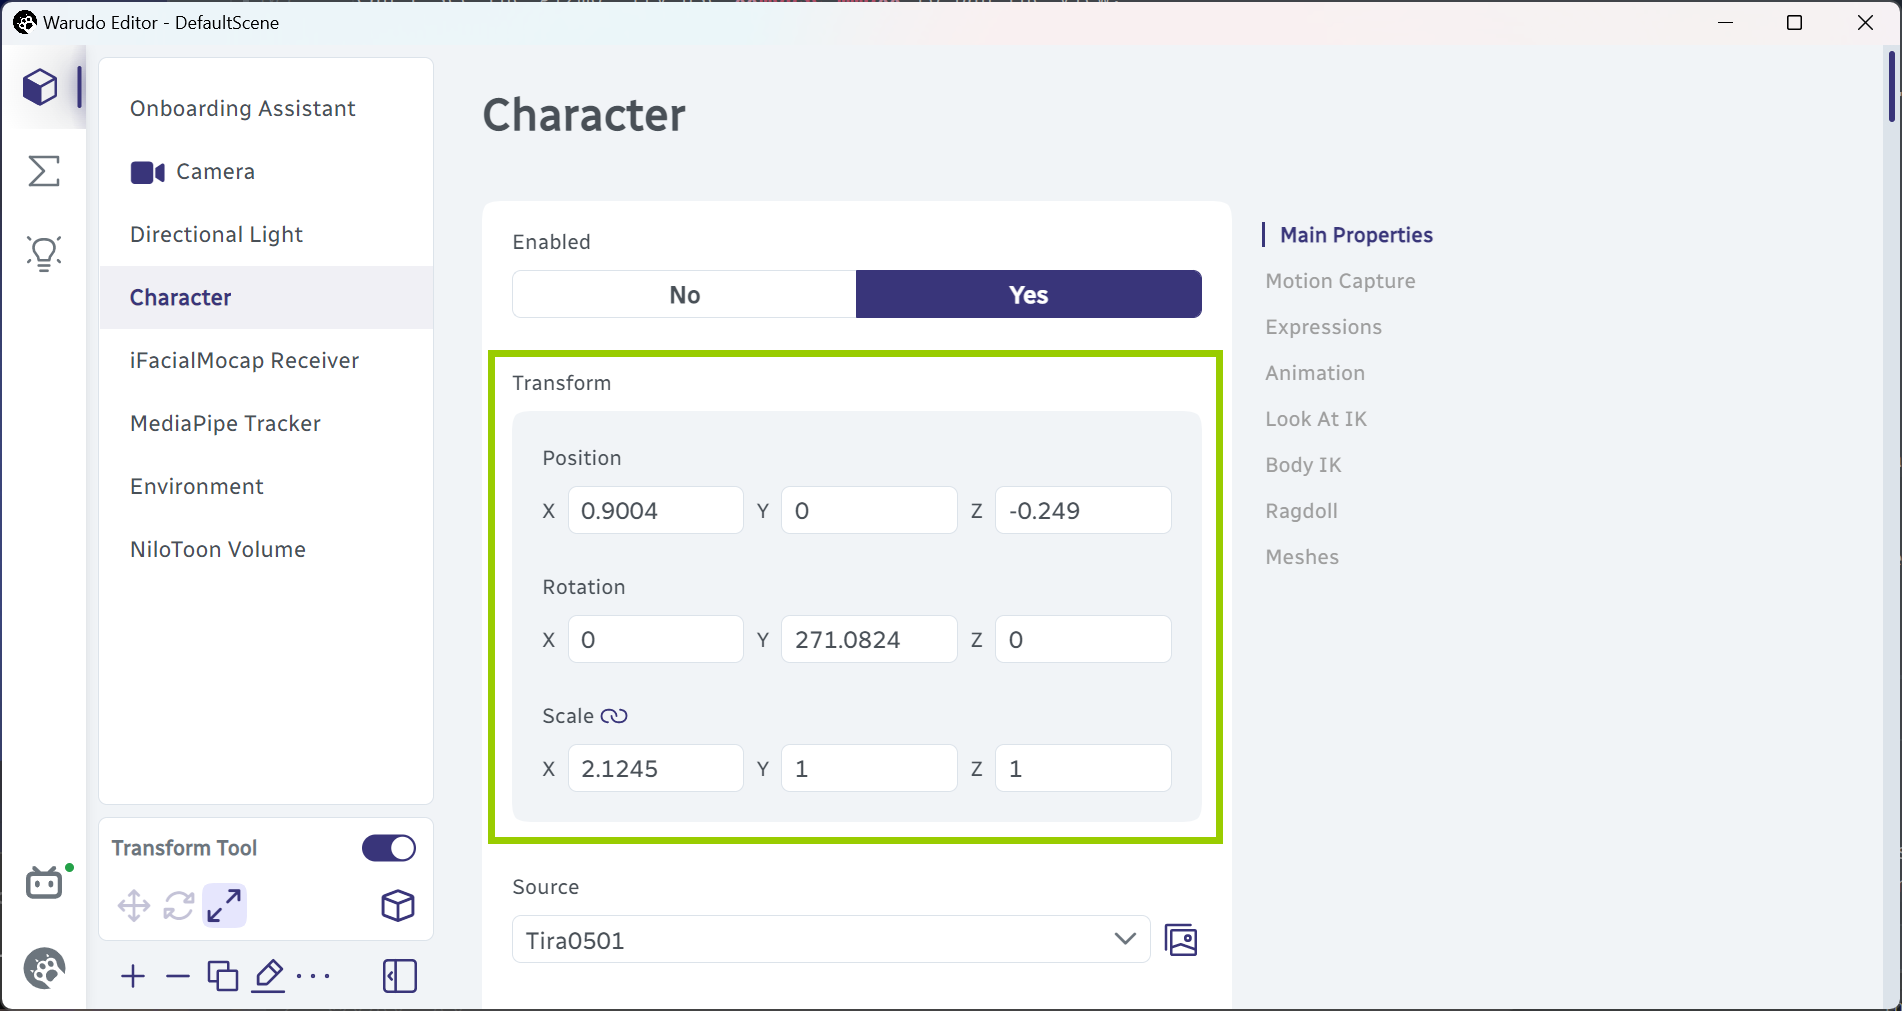 Warudo Editor - DefaultScene
Onboarding Assistant
Camera
Directional Light
Character
iFacialMocap Receiver
MediaPipe Tracker
Environment
NiloToon Volume
Transform Tool
Character
Enabled
No Yes
Transform
Position
X 0.9004 Y 0 Z -0.249
Rotation
X 0 Y 271.0824 Z 0
Scale
X 2.1245 Y 1 Z 1
Source
Tira0501
Main Properties
Motion Capture
Expressions
Animation
Look At IK
Body IK
Ragdoll
Meshes